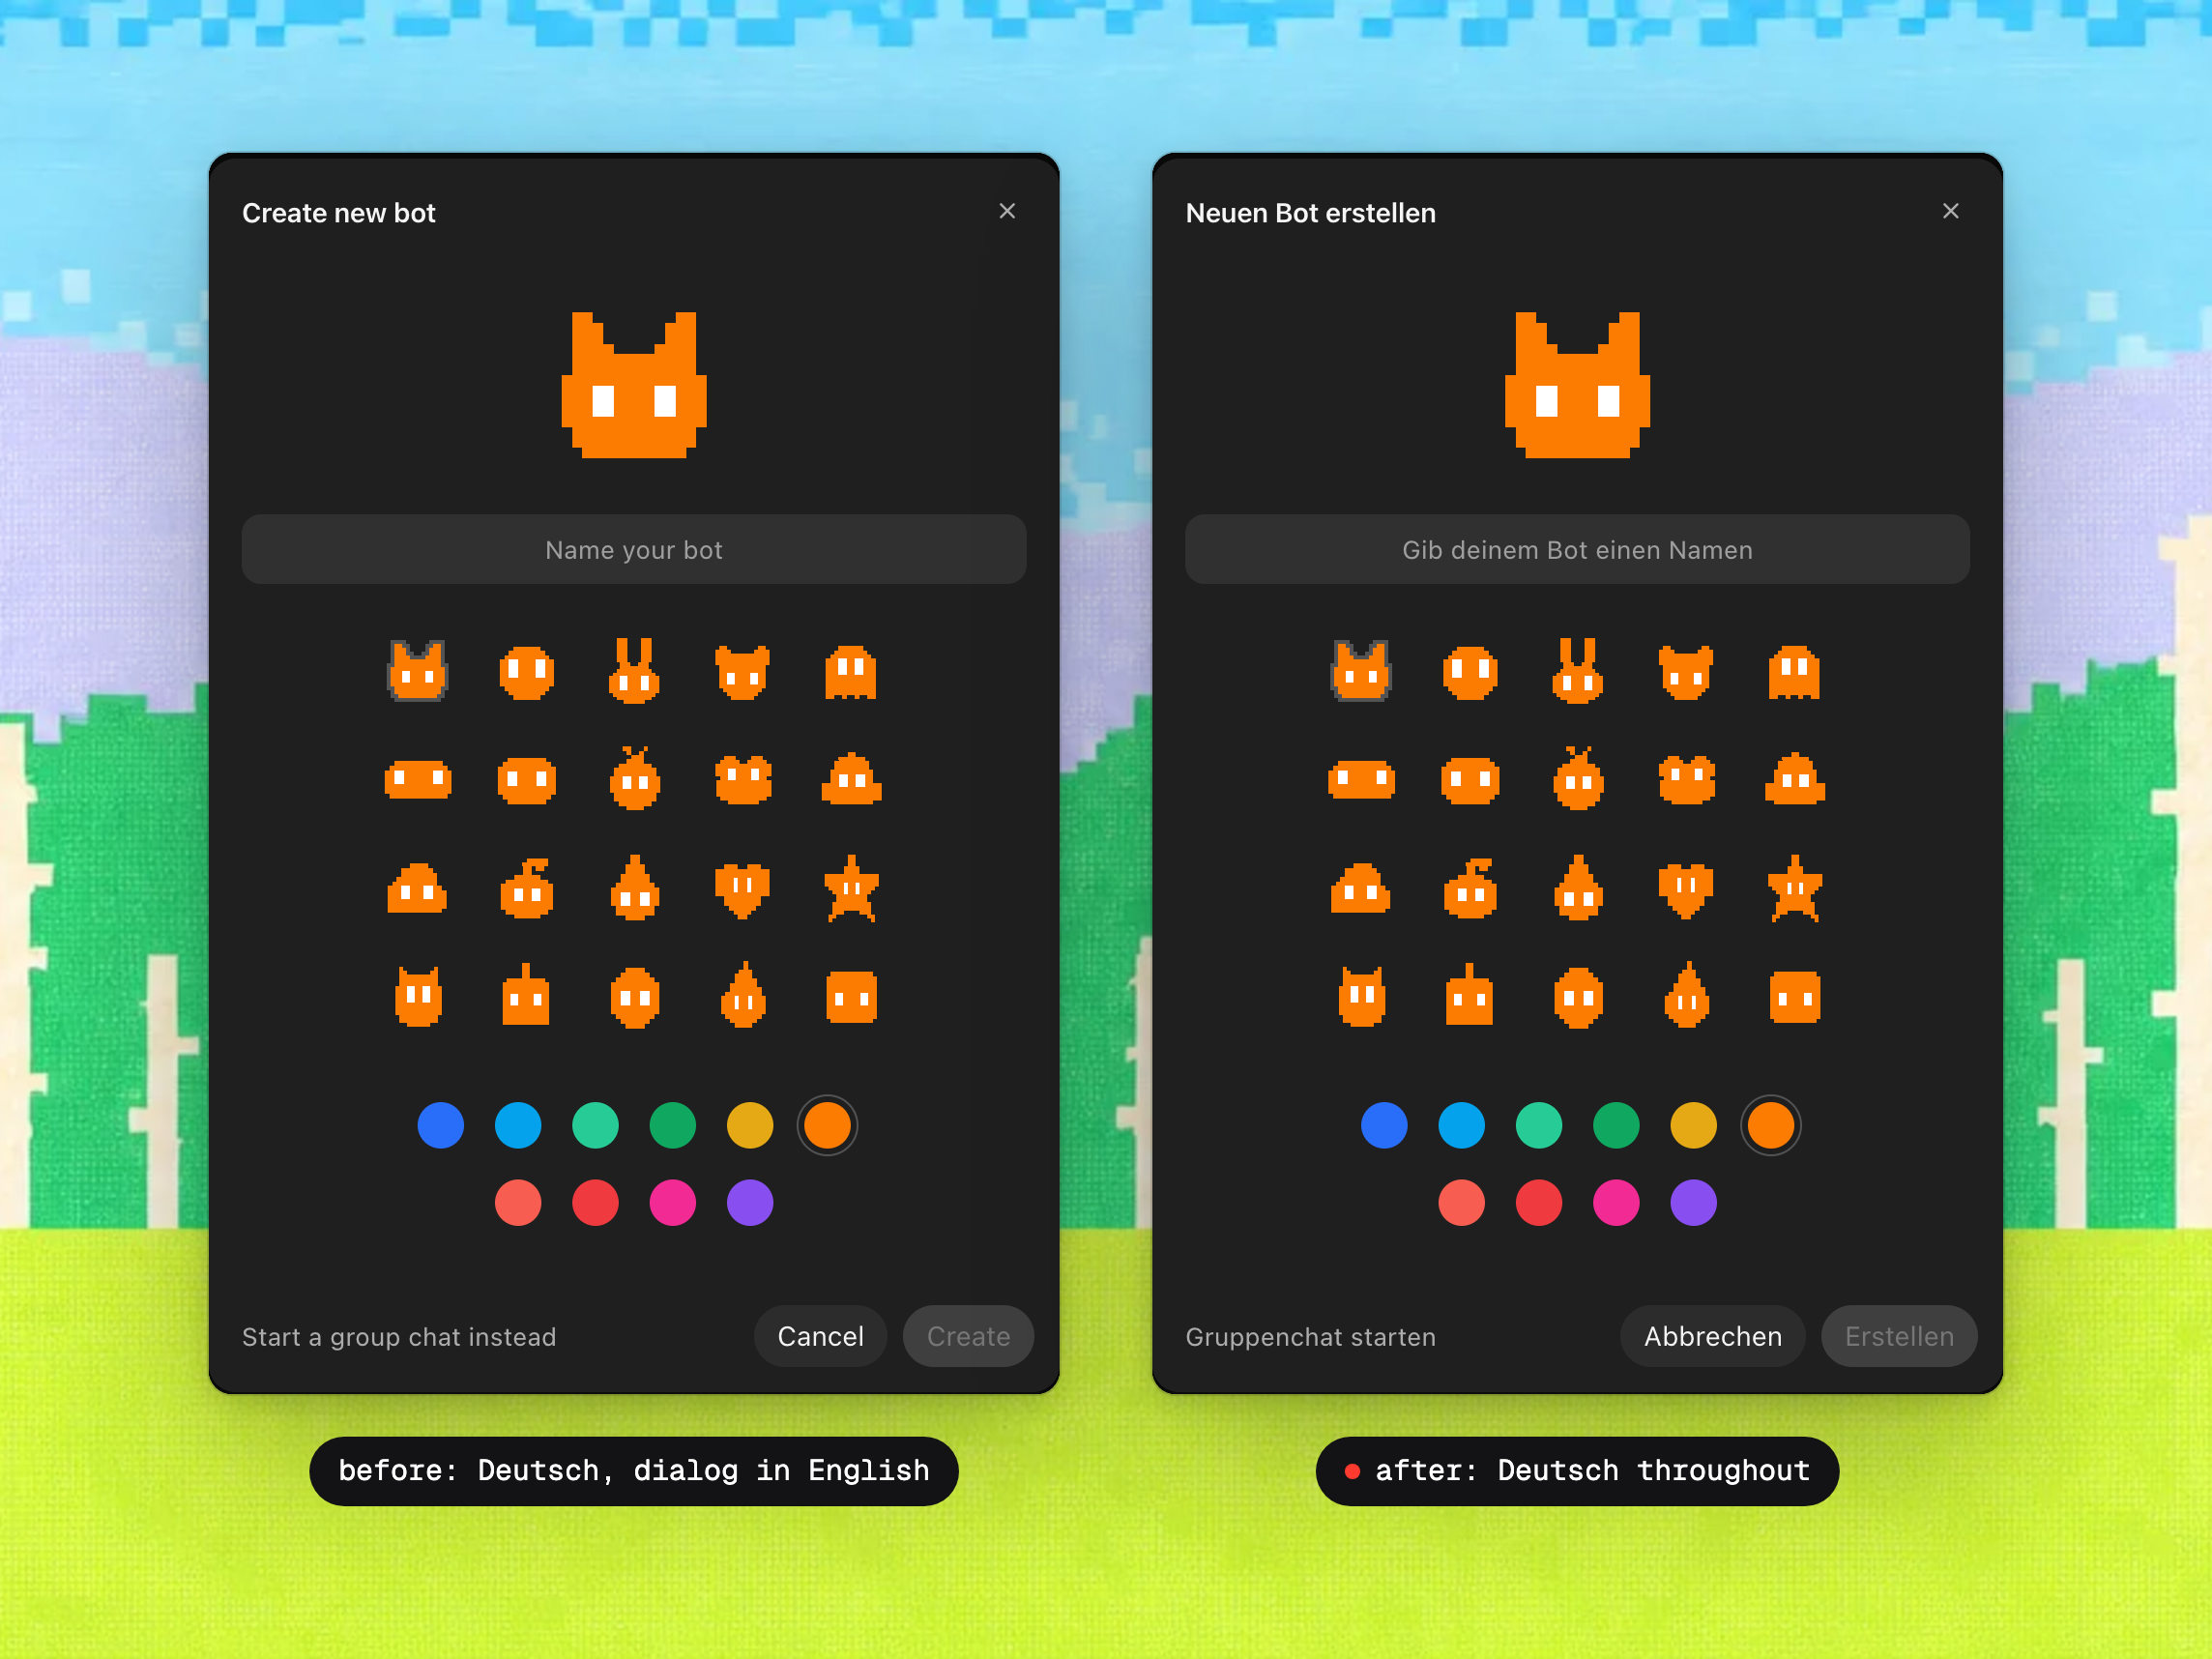 Create new bot
Name your bot
Start a group chat instead
Cancel
Create
before: Deutsch, dialog in English
Neuen Bot erstellen
Gib deinem Bot einen Namen
Gruppenchat starten
Abbrechen
Erstellen
after: Deutsch throughout